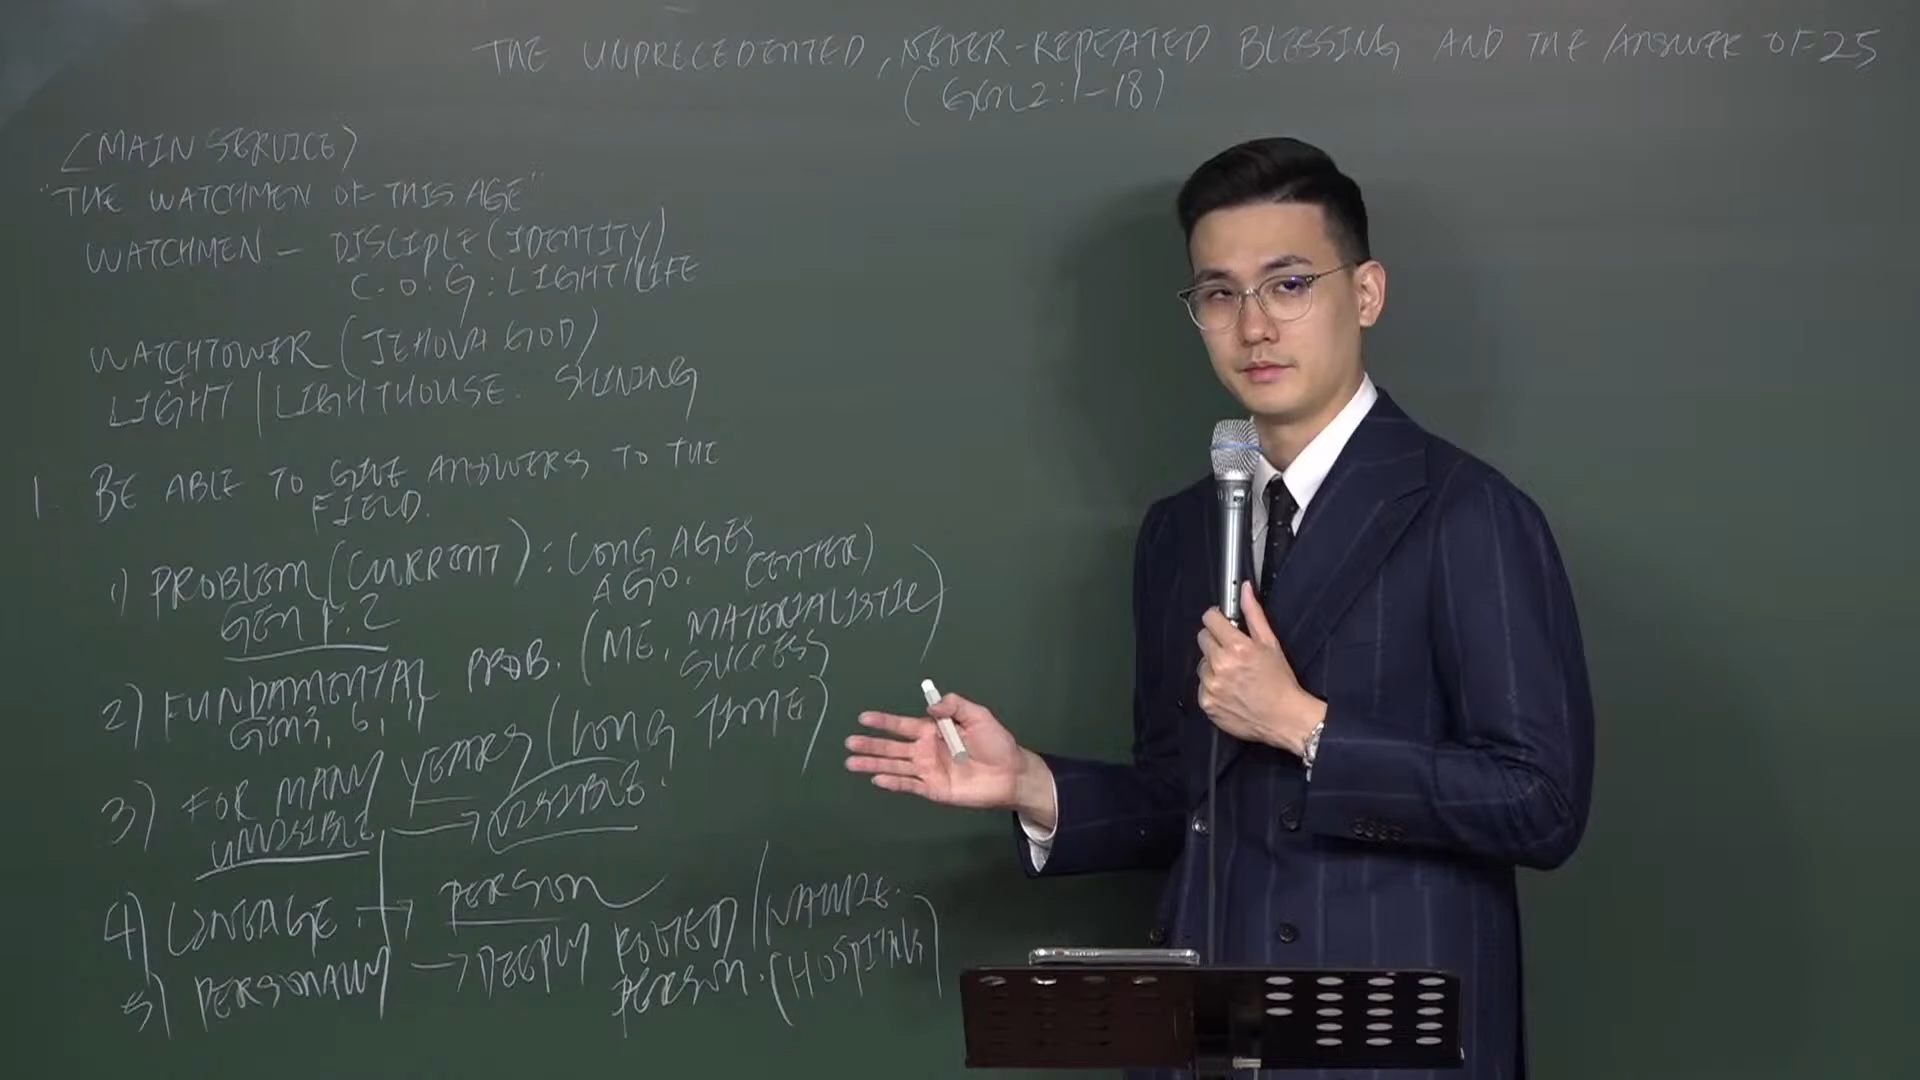 THE UNPRECEDENTED, NEVER-REPEATED BLESSING AND THE ANSWER OF 25
(Gen 2:1-18)
<MAIN SERVICE>
"THE WATCHMEN OF THIS AGE"
WATCHMEN - DISCIPLE (IDENTITY)
C.O.G: LIGHT/LIFE
WATCHTOWER (JEHOVA GOD)
LIGHT / LIGHTHOUSE. SHINING
1. BE ABLE TO GIVE ANSWERS TO THE
FIELD.
1) PROBLEM (CURRENT): LONG AGES
AGO.
GEN 1:2
2) FUNDAMENTAL PROB. (ME, MATERIALISTIC, SUCCESS CENTER)
GEN 3, 6, 11
3) FOR MANY YEARS (LONG TIME)
UNVISIBLE → VISIBLE.
4) LINEAGE → PERSON
5) PERSONALLY → DEEPLY ROOTED / NATURE.
PERSON. (HOSPITAL)